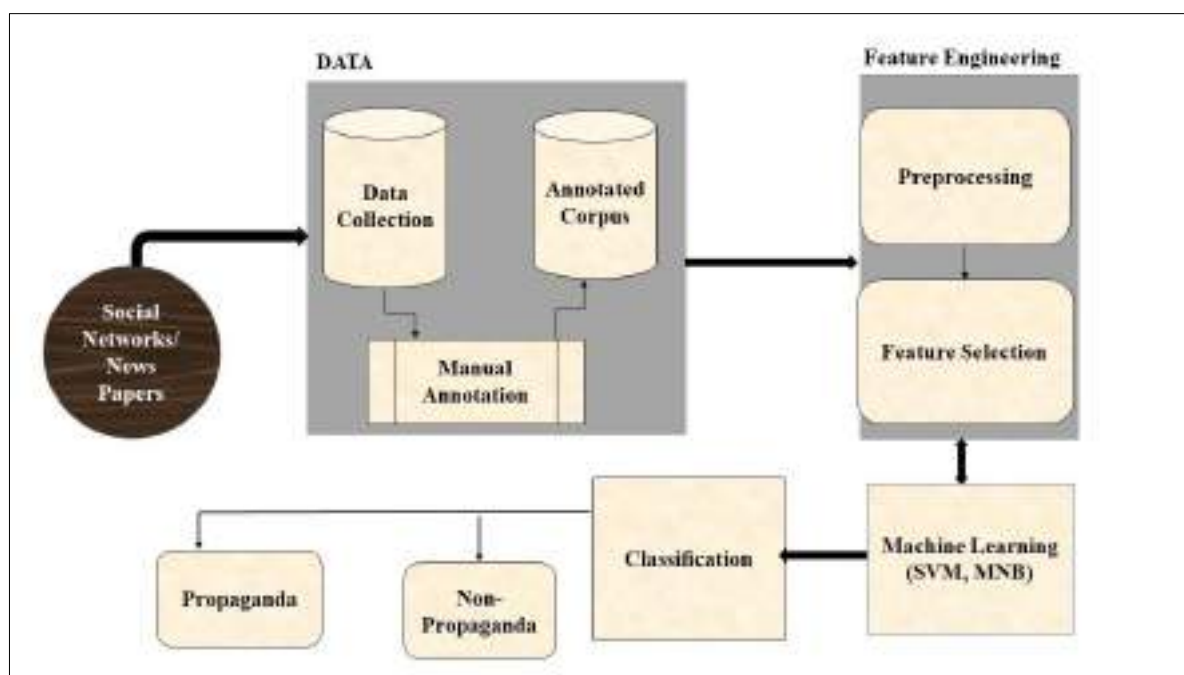 DATA
Feature Engineering
Data
Collection
Annotated
Corpus
Preprocessing
Social
Networks/
News
Papers
Manual
Annotation
Feature Selection
Classification
Machine Learning
(SVM, MNB)
Propaganda
Non-
Propaganda